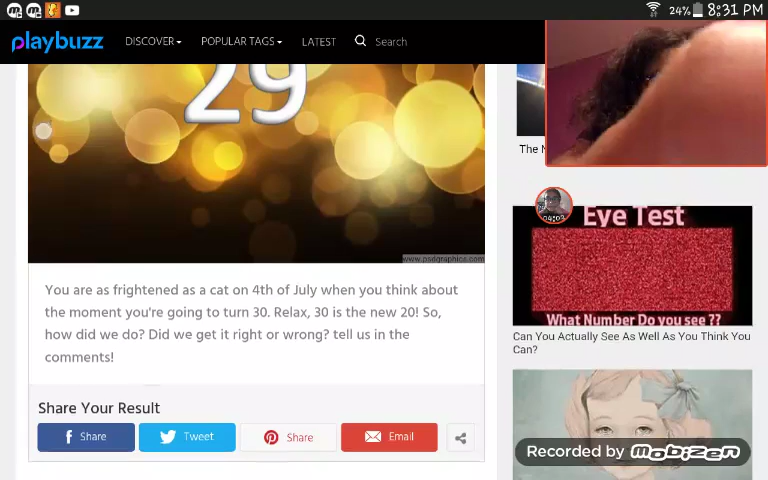 24% 8:31 PM
playbuzz DISCOVER POPULAR TAGS LATEST Search
29
www.psdgraphics.com
You are as frightened as a cat on 4th of July when you think about
the moment you're going to turn 30. Relax, 30 is the new 20! So,
how did we do? Did we get it right or wrong? tell us in the
comments!
Share Your Result
Share Tweet Share Email
The
04:03
Eye Test
What Number Do you see ??
Can You Actually See As Well As You Think You
Can?
Recorded by mobizen